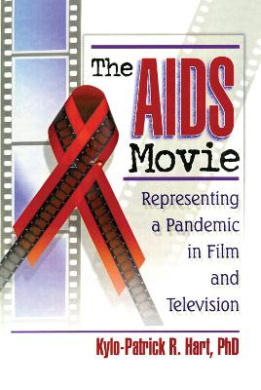 The
AIDS
Movie
Representing
a Pandemic
in Film
and
Television
Kylo-Patrick R. Hart, PhD